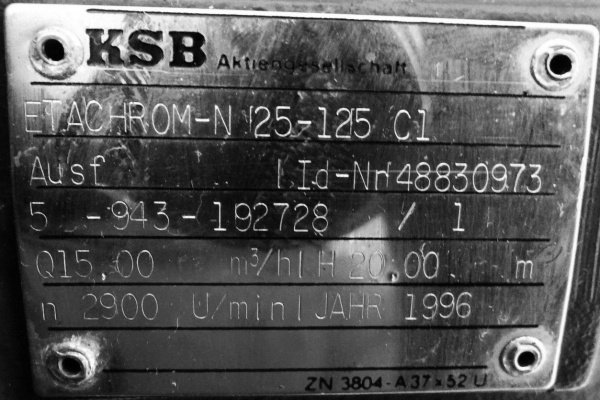 KSB Aktiengesellschaft
ETACHROM-N 25-125 C1
Ausf Id-Nr 48830973
5 -943-192728 / 1
Q15,00 m³/h H 20,00 m
n 2900 U/min JAHR 1996
ZN 3804-A 37 x 52 U